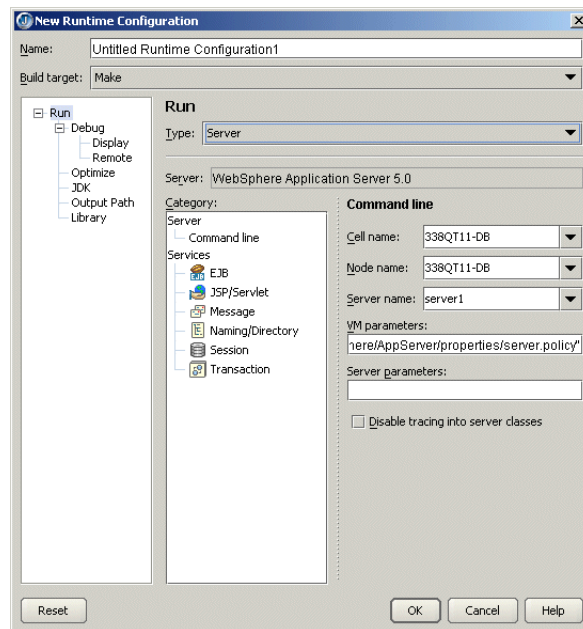 New Runtime Configuration
Name: Untitled Runtime Configuration1
Build target: Make
Run
Debug
Display
Remote
Optimize
JDK
Output Path
Library
Run
Type: Server
Server: WebSphere Application Server 5.0
Category:
Server
Command line
Services
EJB
JSP/Servlet
Message
Naming/Directory
Session
Transaction
Command line
Cell name: 338QT11-DB
Node name: 338QT11-DB
Server name: server1
VM parameters:
here/AppServer/properties/server.policy"
Server parameters:
Disable tracing into server classes
Reset OK Cancel Help